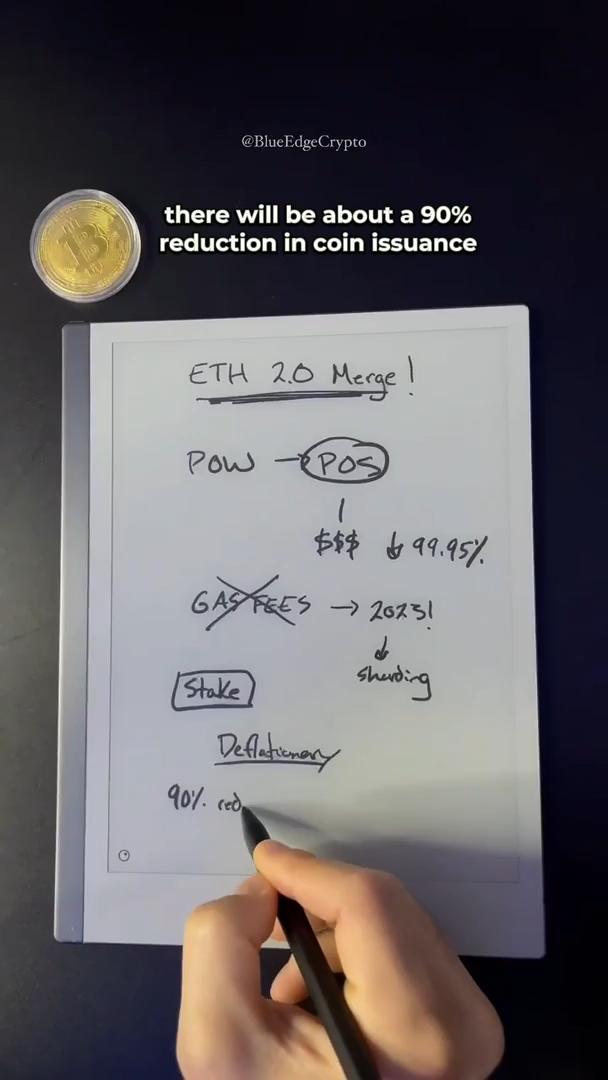 @BlueEdgeCrypto
there will be about a 90%
reduction in coin issuance
ETH 2.0 Merge!
POW → POS
$$$ ↓ 99.95%
GAS FEES → 2023!
↓
sharding
Stake
Deflationary
90% red